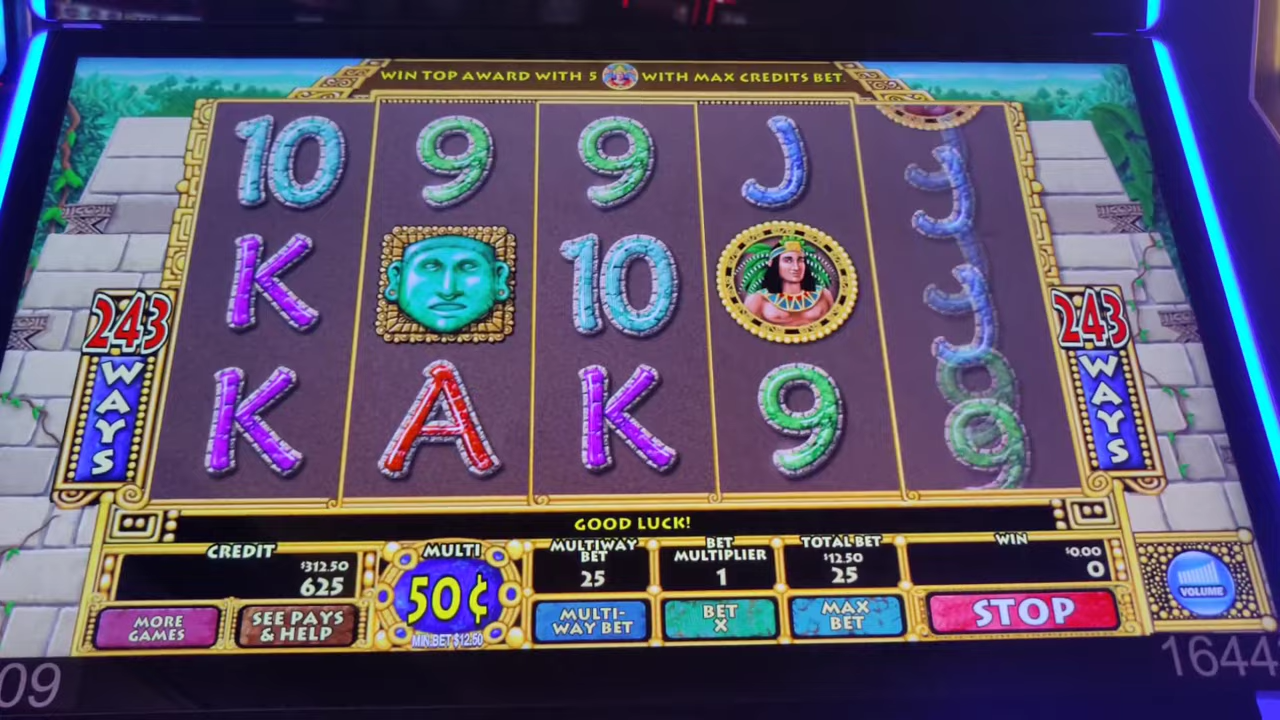 WIN TOP AWARD WITH 5 WITH MAX CREDITS BET.
10 9 9 J J
K 10 J
K A K 9 9
243 WAYS
243 WAYS
GOOD LUCK!
CREDIT
$312.50
625
MULTI
50¢
MIN BET $12.50
MULTIWAY BET
25
BET MULTIPLIER
1
TOTAL BET
$12.50
25
WIN
$0.00
0
VOLUME
MORE GAMES
SEE PAYS & HELP
MULTI-WAY BET
BET X
MAX BET
STOP
09
1644